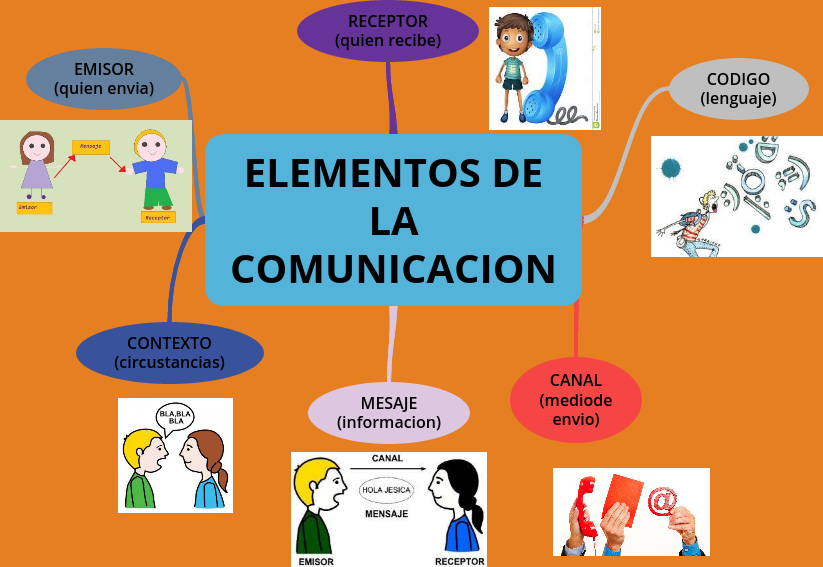 RECEPTOR
(quien recibe)
EMISOR
(quien envia)
CODIGO
(lenguaje)
Mensaje
Emisor
Receptor
ELEMENTOS DE
LA
COMUNICACION
CONTEXTO
(circustancias)
MESAJE
(informacion)
CANAL
(mediode
envio)
BLA,BLA
BLA
CANAL
HOLA JESICA
MENSAJE
EMISOR
RECEPTOR
@